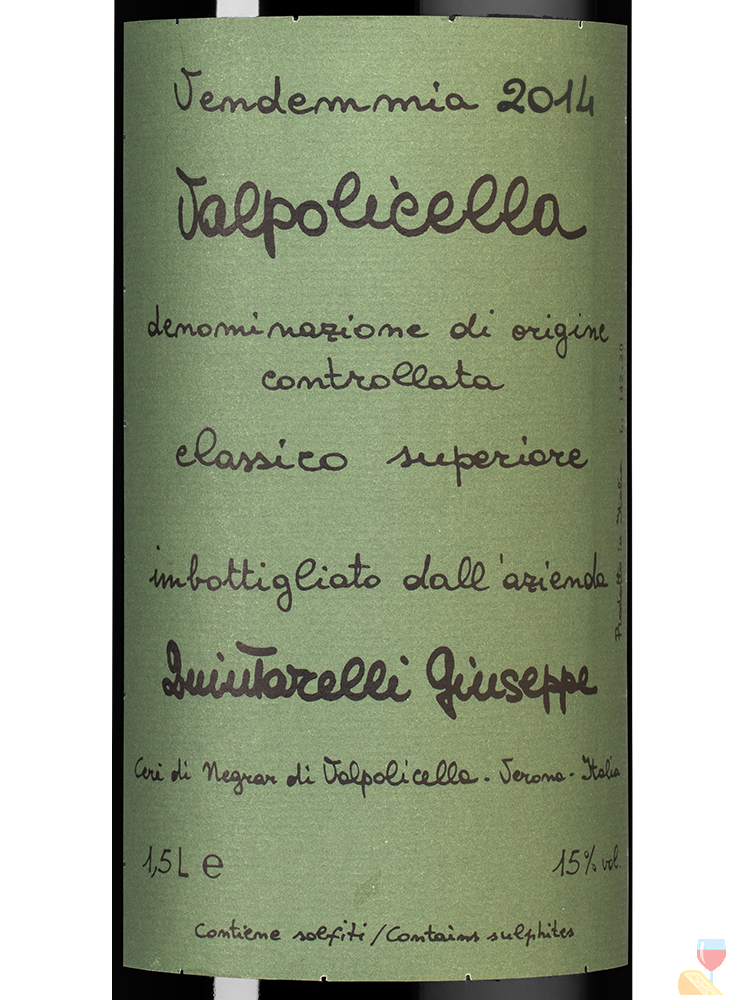 Vendemmia 2014
Valpolicella
denominazione di origine
controllata
classico superiore
imbottigliato dall'azienda
Quintarelli Giuseppe
Cerè di Negrar di Valpolicella - Verona - Italia
1,5L e
15% vol.
Contiene solfiti/Contains sulphites
Prodotto in Italia